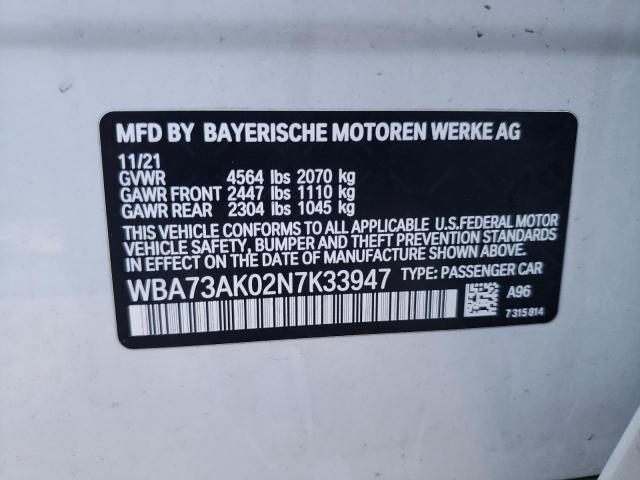 MFD BY BAYERISCHE MOTOREN WERKE AG
11/21
GVWR 4564 lbs 2070 kg
GAWR FRONT 2447 lbs 1110 kg
GAWR REAR 2304 lbs 1045 kg
THIS VEHICLE CONFORMS TO ALL APPLICABLE U.S.FEDERAL MOTOR
VEHICLE SAFETY, BUMPER AND THEFT PREVENTION STANDARDS
IN EFFECT ON THE DATE OF MANUFACTURE SHOWN ABOVE.
WBA73AK02N7K33947 TYPE: PASSENGER CAR
A96
7315814